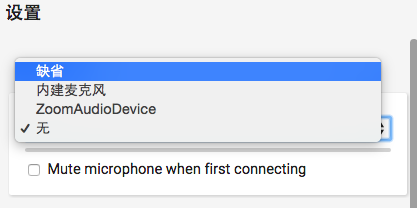 设置
缺省
内建麦克风
ZoomAudioDevice
✓ 无
Mute microphone when first connecting